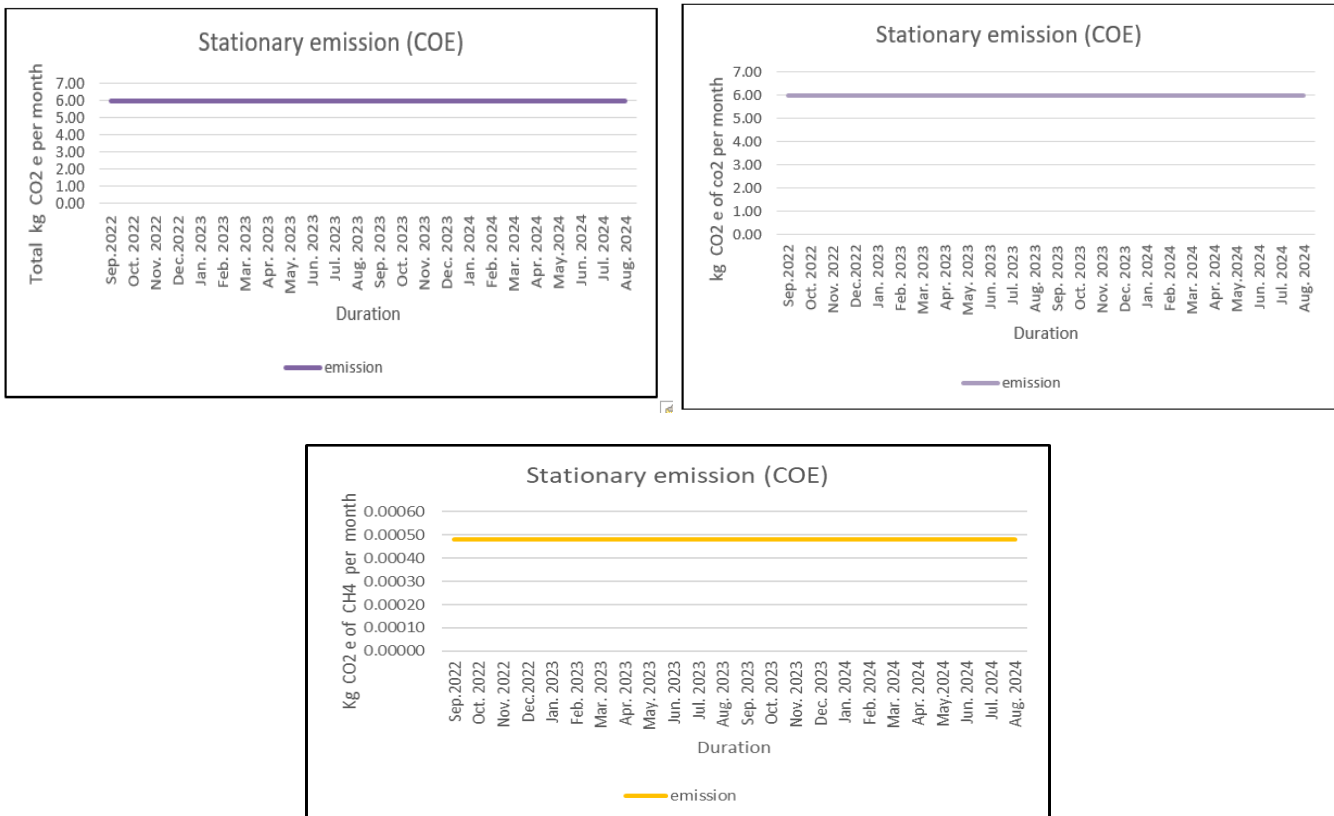 Stationary emission (COE)
Total kg CO2 e per month
7.00
6.00
5.00
4.00
3.00
2.00
1.00
0.00
Sep.2022
Oct. 2022
Nov. 2022
Dec.2022
Jan. 2023
Feb. 2023
Mar. 2023
Apr. 2023
May. 2023
Jun. 2023
Jul. 2023
Aug. 2023
Sep. 2023
Oct. 2023
Nov. 2023
Dec. 2023
Jan. 2024
Feb. 2024
Mar. 2024
Apr. 2024
May.2024
Jun. 2024
Jul. 2024
Aug. 2024
Duration
emission
Stationary emission (COE)
kg CO2 e of co2 per month
7.00
6.00
5.00
4.00
3.00
2.00
1.00
0.00
Sep.2022
Oct. 2022
Nov. 2022
Dec.2022
Jan. 2023
Feb. 2023
Mar. 2023
Apr. 2023
May. 2023
Jun. 2023
Jul. 2023
Aug. 2023
Sep. 2023
Oct. 2023
Nov. 2023
Dec. 2023
Jan. 2024
Feb. 2024
Mar. 2024
Apr. 2024
May.2024
Jun. 2024
Jul. 2024
Aug. 2024
Duration
emission
Stationary emission (COE)
Kg CO2 e of CH4 per month
0.00060
0.00050
0.00040
0.00030
0.00020
0.00010
0.00000
Sep.2022
Oct. 2022
Nov. 2022
Dec.2022
Jan. 2023
Feb. 2023
Mar. 2023
Apr. 2023
May. 2023
Jun. 2023
Jul. 2023
Aug. 2023
Sep. 2023
Oct. 2023
Nov. 2023
Dec. 2023
Jan. 2024
Feb. 2024
Mar. 2024
Apr. 2024
May.2024
Jun. 2024
Jul. 2024
Aug. 2024
Duration
emission